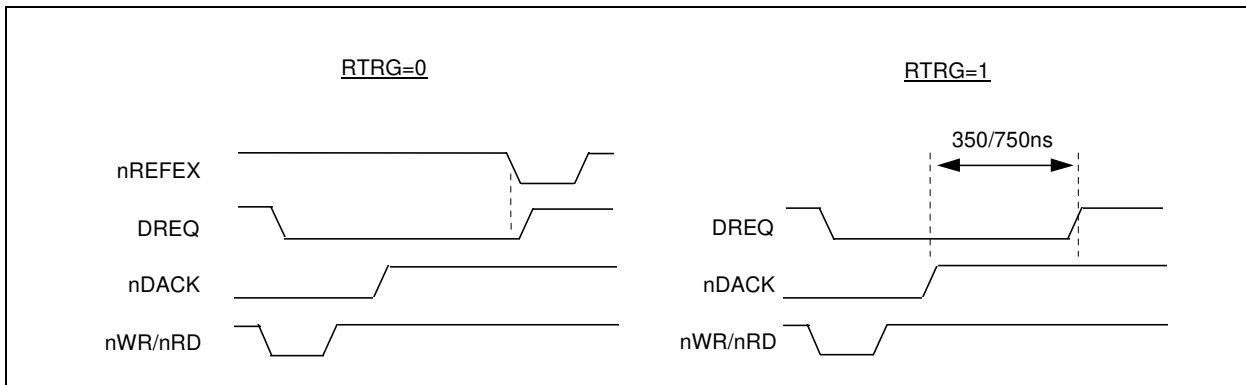 RTRG=0
nREFEX
DREQ
nDACK
nWR/nRD
RTRG=1
350/750ns
DREQ
nDACK
nWR/nRD